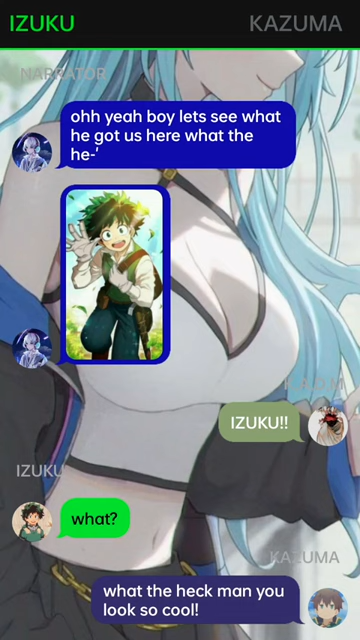 IZUKU KAZUMA
NARRATOR
ohh yeah boy lets see what
he got us here what the
he-'
IZUKU!!
IZUKU
what?
KAZUMA
what the heck man you
look so cool!